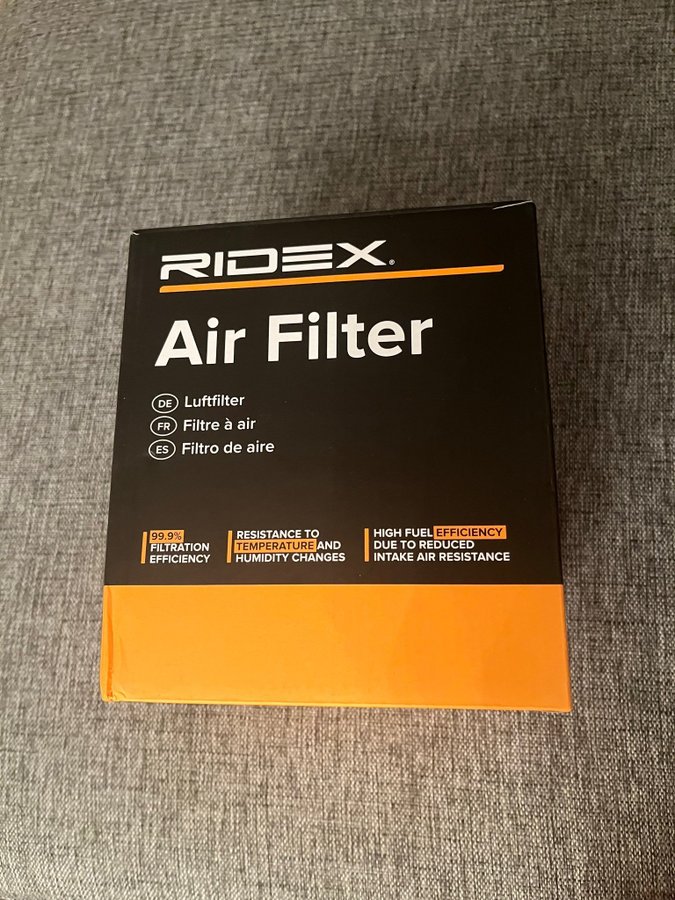 RIDEX®
Air Filter
DE Luftfilter
FR Filtre à air
ES Filtro de aire
99.9%
FILTRATION
EFFICIENCY
RESISTANCE TO
TEMPERATURE AND
HUMIDITY CHANGES
HIGH FUEL EFFICIENCY
DUE TO REDUCED
INTAKE AIR RESISTANCE